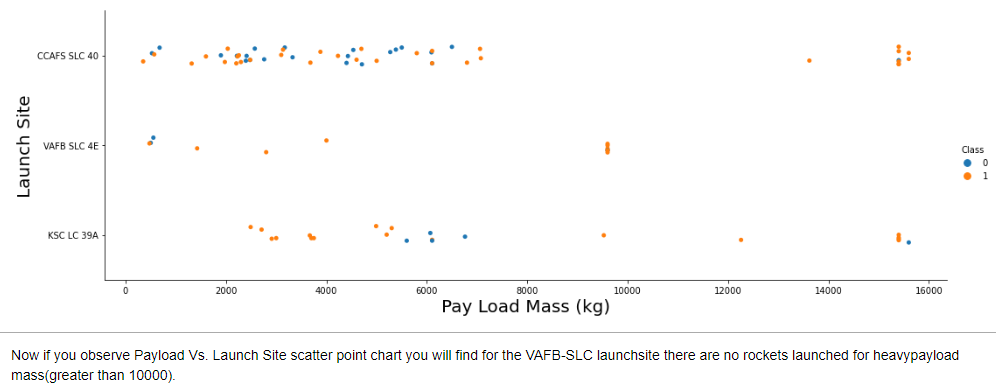 Launch Site
CCAFS SLC 40
VAFB SLC 4E
KSC LC 39A
0 2000 4000 6000 8000 10000 12000 14000 16000
Pay Load Mass (kg)
Class
0
1
Now if you observe Payload Vs. Launch Site scatter point chart you will find for the VAFB-SLC launchsite there are no rockets launched for heavypayload
mass(greater than 10000).